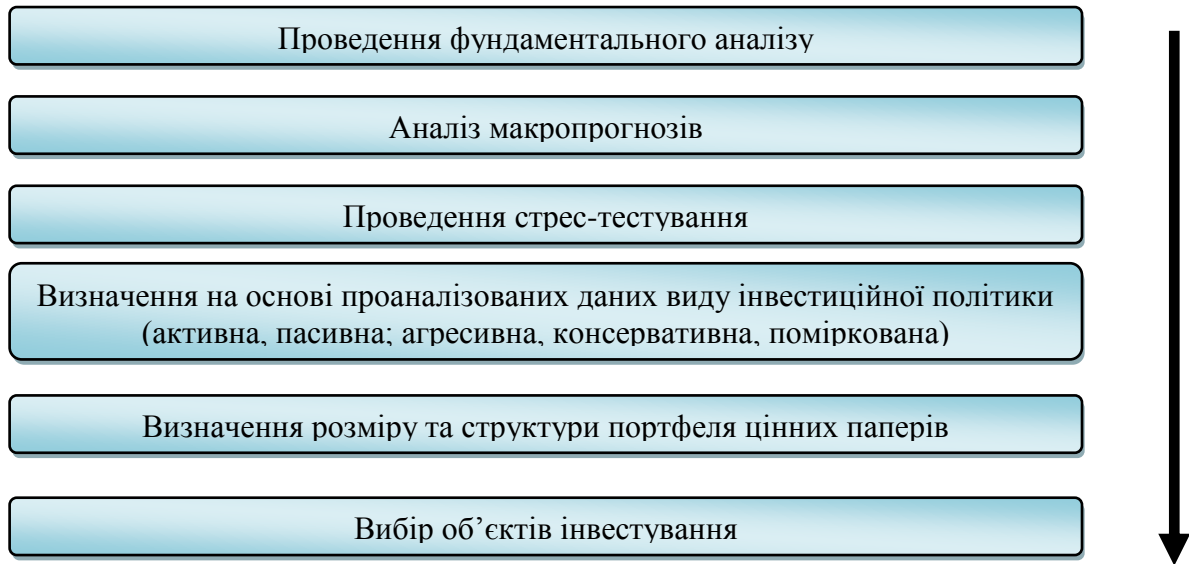 Проведення фундаментального аналізу
Аналіз макропрогнозів
Проведення стрес-тестування
Визначення на основі проаналізованих даних виду інвестиційної політики
(активна, пасивна; агресивна, консервативна, поміркована)
Визначення розміру та структури портфеля цінних паперів
Вибір об’єктів інвестування